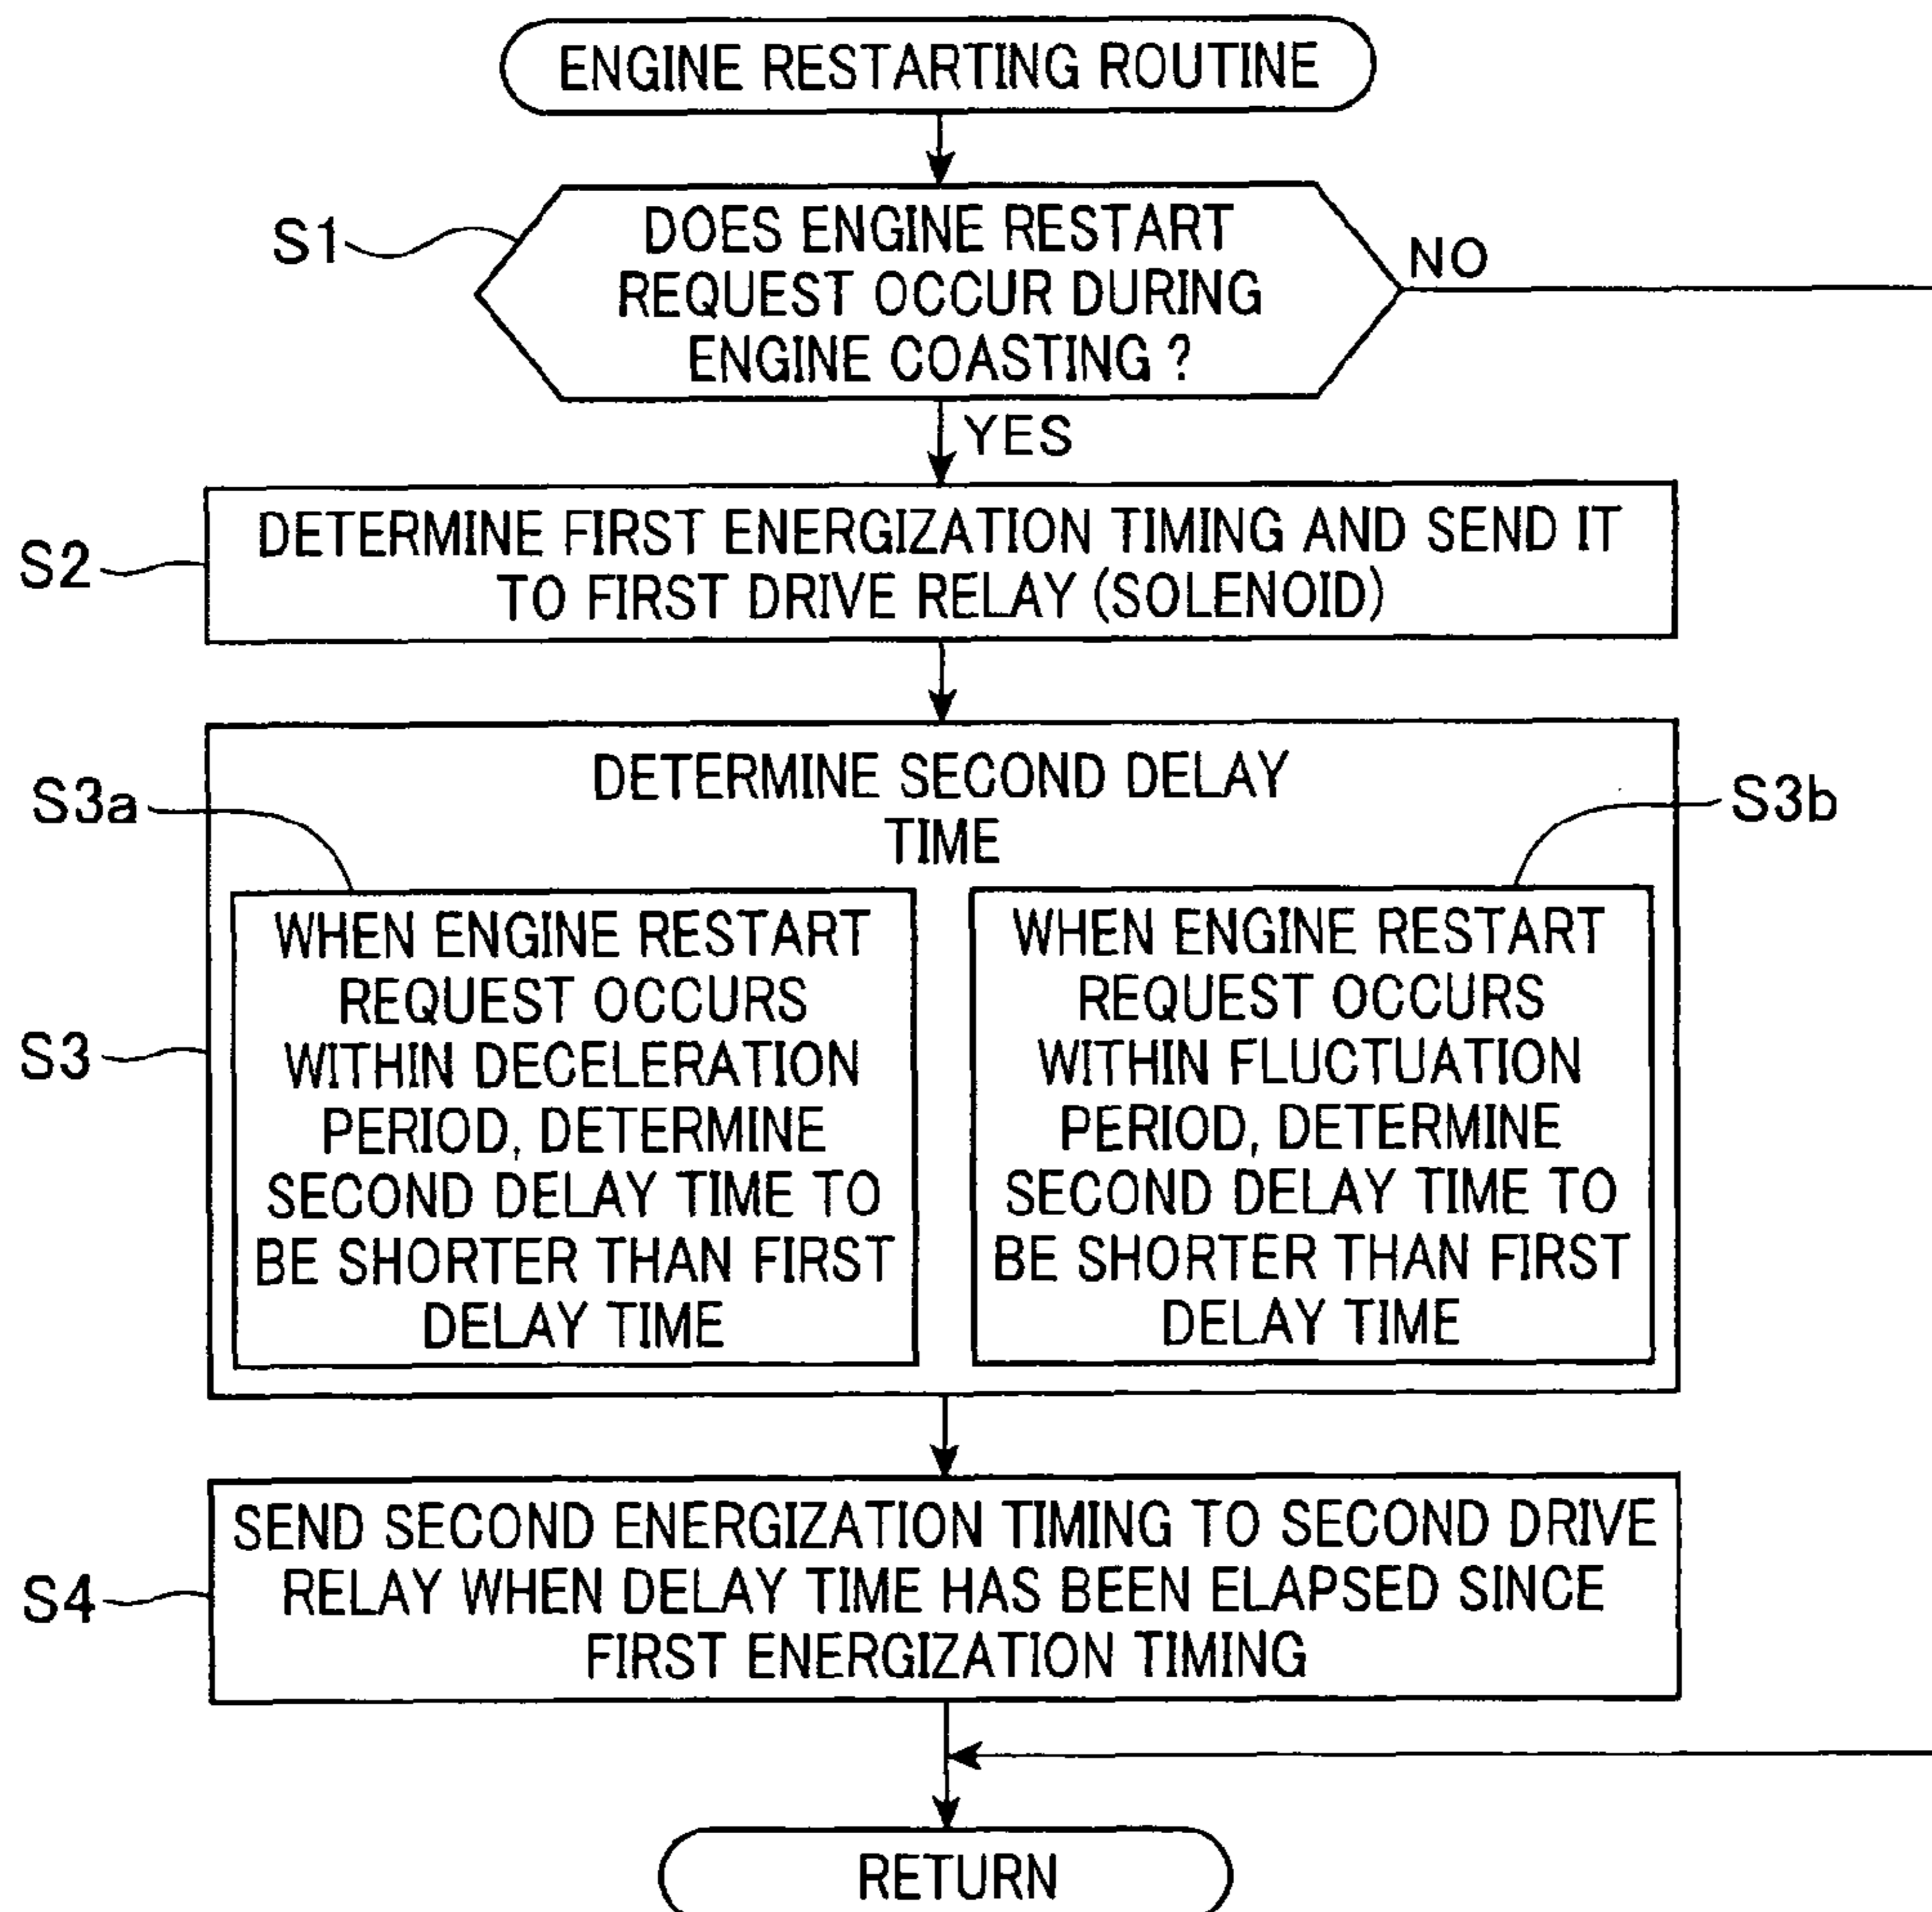 ENGINE RESTARTING ROUTINE
S1
DOES ENGINE RESTART
REQUEST OCCUR DURING
ENGINE COASTING ?
NO
YES
S2
DETERMINE FIRST ENERGIZATION TIMING AND SEND IT
TO FIRST DRIVE RELAY (SOLENOID)
S3
DETERMINE SECOND DELAY
TIME
S3a
WHEN ENGINE RESTART
REQUEST OCCURS
WITHIN DECELERATION
PERIOD, DETERMINE
SECOND DELAY TIME TO
BE SHORTER THAN FIRST
DELAY TIME
S3b
WHEN ENGINE RESTART
REQUEST OCCURS
WITHIN FLUCTUATION
PERIOD, DETERMINE
SECOND DELAY TIME TO
BE SHORTER THAN FIRST
DELAY TIME
S4
SEND SECOND ENERGIZATION TIMING TO SECOND DRIVE
RELAY WHEN DELAY TIME HAS BEEN ELAPSED SINCE
FIRST ENERGIZATION TIMING
RETURN